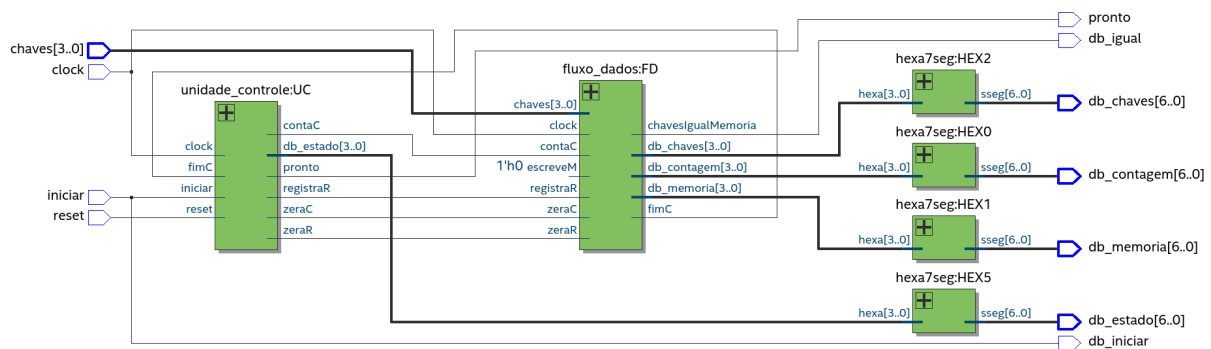 chaves[3..0]
clock
iniciar
reset
unidade_controle:UC
clock
fimC
iniciar
reset
contaC
db_estado[3..0]
pronto
registraR
zeraC
zeraR
fluxo_dados:FD
chaves[3..0]
clock
contaC
1'h0 escreveM
registraR
zeraC
zeraR
chavesIgualMemoria
db_chaves[3..0]
db_contagem[3..0]
db_memoria[3..0]
fimC
hexa7seg:HEX2
hexa[3..0]
sseg[6..0]
hexa7seg:HEX0
hexa[3..0]
sseg[6..0]
hexa7seg:HEX1
hexa[3..0]
sseg[6..0]
hexa7seg:HEX5
hexa[3..0]
sseg[6..0]
pronto
db_igual
db_chaves[6..0]
db_contagem[6..0]
db_memoria[6..0]
db_estado[6..0]
db_iniciar